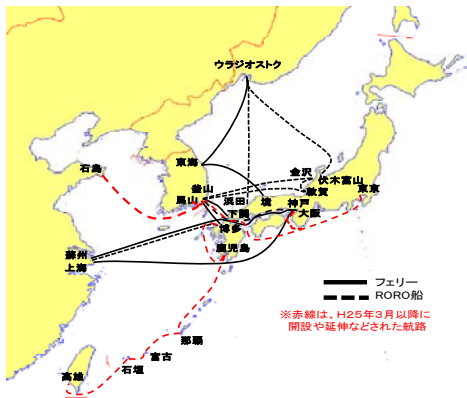 ウラジオストク
東海
石島
釜山
馬山
浜田
境
金沢
伏木富山
敦賀
東京
神戸
大阪
下関
博多
鹿児島
蘇州
上海
那覇
宮古
石垣
高雄
フェリー
RORO船
※赤線は、H25年3月以降に
開設や延伸などされた航路